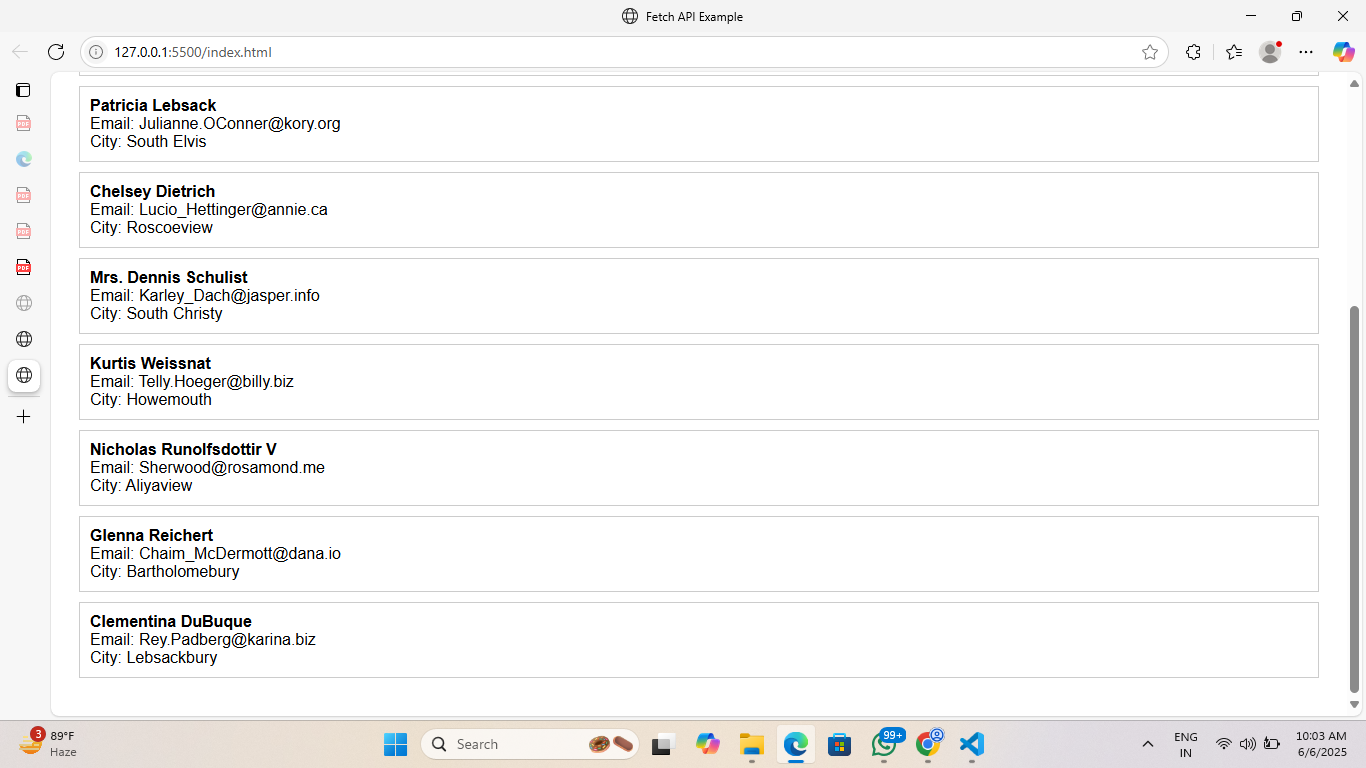 Fetch API Example
127.0.0.1:5500/index.html
Patricia Lebsack
Email: Julianne.OConner@kory.org
City: South Elvis
Chelsey Dietrich
Email: Lucio_Hettinger@annie.ca
City: Roscoeview
Mrs. Dennis Schulist
Email: Karley_Dach@jasper.info
City: South Christy
Kurtis Weissnat
Email: Telly.Hoeger@billy.biz
City: Howemouth
Nicholas Runolfsdottir V
Email: Sherwood@rosamond.me
City: Aliyaview
Glenna Reichert
Email: Chaim_McDermott@dana.io
City: Bartholomebury
Clementina DuBuque
Email: Rey.Padberg@karina.biz
City: Lebsackbury
PDF
PDF
PDF
PDF
3
89°F
Haze
Search
99+
ENG
IN
10:03 AM
6/6/2025